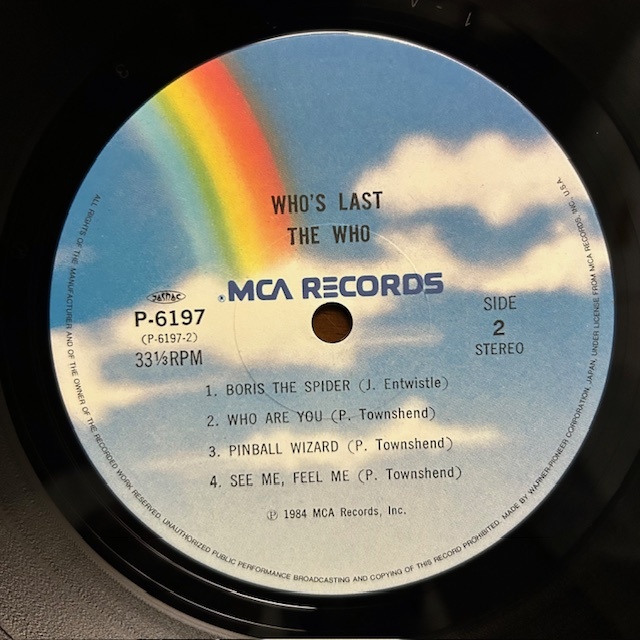 WHO'S LAST
THE WHO
MCA RECORDS
JASRAC
P-6197
(P-6197-2)
33⅓RPM
SIDE
2
STEREO
1. BORIS THE SPIDER (J. Entwistle)
2. WHO ARE YOU (P. Townshend)
3. PINBALL WIZARD (P. Townshend)
4. SEE ME, FEEL ME (P. Townshend)
Ⓟ 1984 MCA Records, Inc.
ALL RIGHTS OF THE MANUFACTURER AND OF THE OWNER OF THE RECORDED WORK RESERVED. UNAUTHORIZED PUBLIC PERFORMANCE BROADCASTING AND COPYING OF THIS RECORD PROHIBITED. MADE BY WARNER-PIONEER CORPORATION, JAPAN, UNDER LICENSE FROM MCA RECORDS, INC., U.S.A.